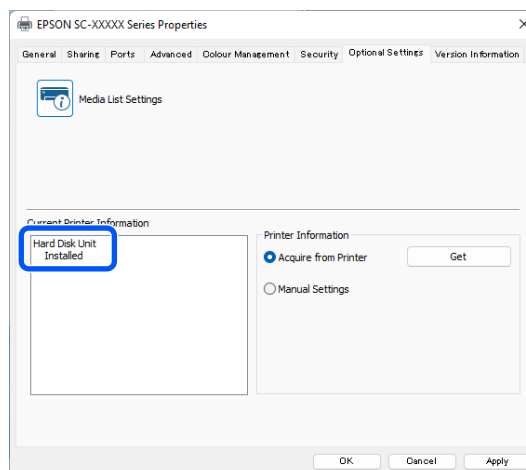 EPSON SC-XXXXX Series Properties
General Sharing Ports Advanced Colour Management Security Optional Settings Version Information
Media List Settings
Current Printer Information
Hard Disk Unit
Installed
Printer Information
Acquire from Printer Get
Manual Settings
OK Cancel Apply